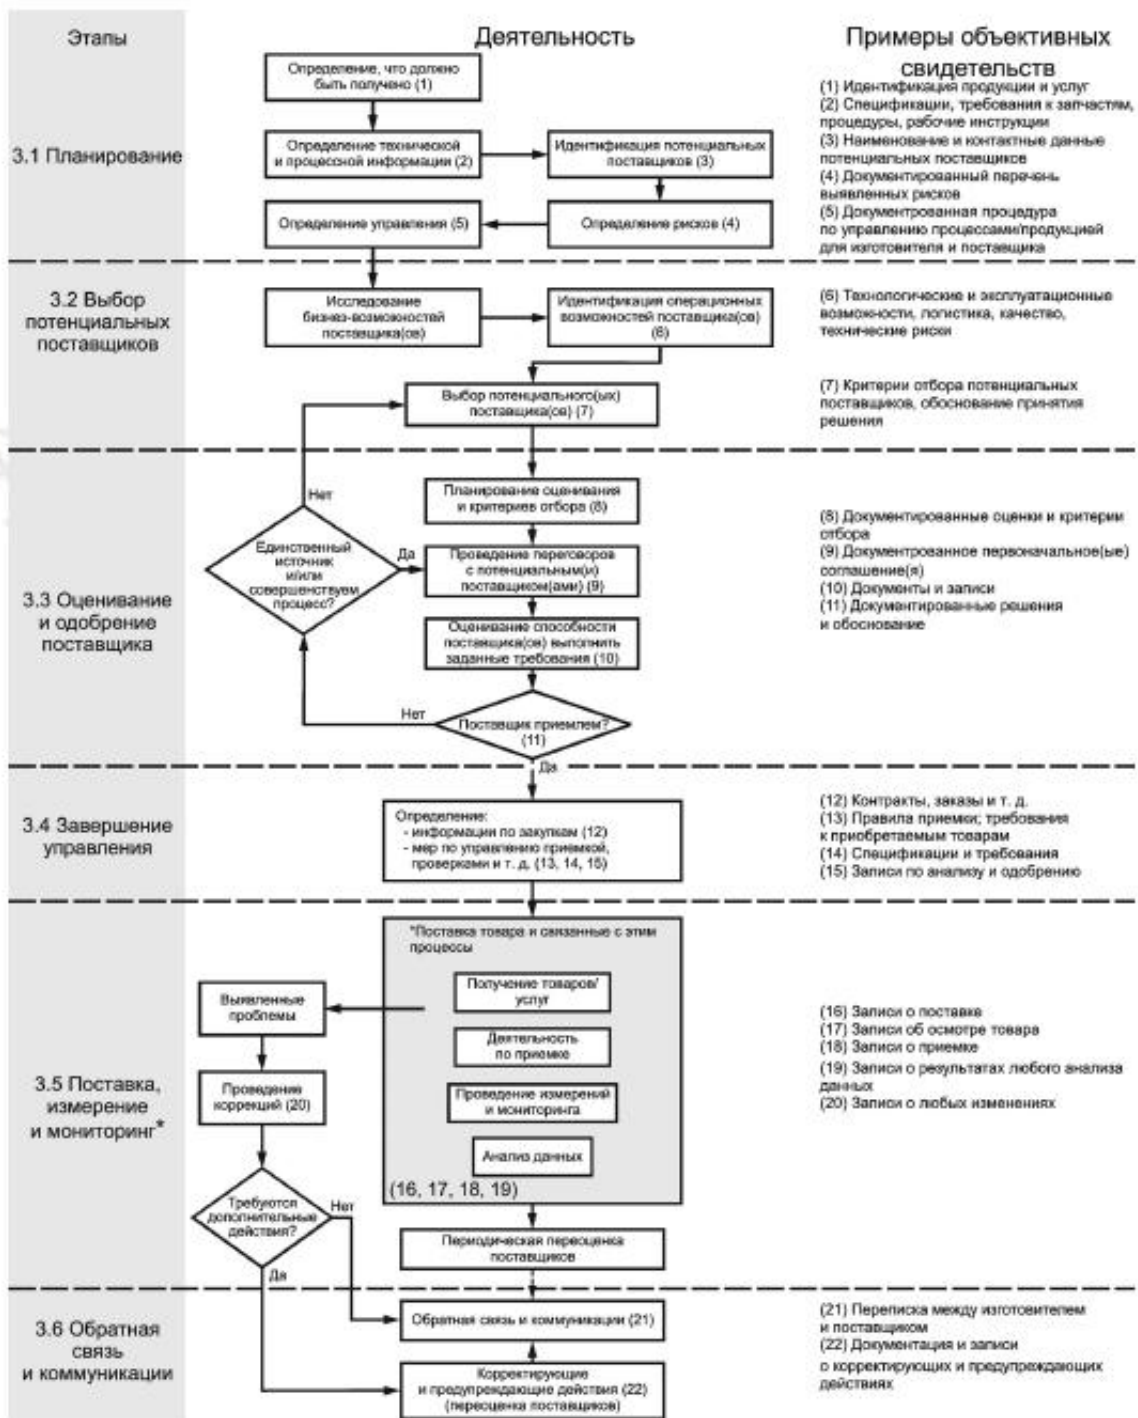 Этапы
Деятельность
Примеры объективных
свидетельств
3.1 Планирование
Определение, что должно
быть получено (1)
Определение технической
и процессной информации (2)
Идентификация потенциальных
поставщиков (3)
Определение управления (5)
Определение рисков (4)
(1) Идентификация продукции и услуг
(2) Спецификации, требования к запчастям,
процедуры, рабочие инструкции
(3) Наименование и контактные данные
потенциальных поставщиков
(4) Документированный перечень
выявленных рисков
(5) Документрованная процедура
по управлению процессами/продукцией
для изготовителя и поставщика
3.2 Выбор
потенциальных
поставщиков
Исследование
бизнез-возможностей
поставщика(ов)
Идентификация операционных
возможностей поставщика(ов)
(6)
Выбор потенциального(ых)
поставщика(ов) (7)
(6) Технологические и эксплуатационные
возможности, логистика, качество,
технические риски
(7) Критерии отбора потенциальных
поставщиков, обоснование принятия
решения
3.3 Оценивание
и одобрение
поставщика
Нет
Единственный
источник
и/или
совершенствуем
процесс?
Да
Планирование оценивания
и критериев отбора (8)
Проведение переговоров
с потенциальным(и)
поставщиком(ами) (9)
Оценивание способности
поставщика(ов) выполнить
заданные требования (10)
Нет
Поставщик приемлем?
(11)
Да
(8) Документированные оценки и критерии
отбора
(9) Документрованное первоначальное(ые)
соглашение(я)
(10) Документы и записи
(11) Документированные решения
и обоснование
3.4 Завершение
управления
Определение:
- информации по закупкам (12)
- мер по управлению приемкой,
проверками и т. д. (13, 14, 15)
(12) Контракты, заказы и т. д.
(13) Правила приемки; требования
к приобретаемым товарам
(14) Спецификации и требования
(15) Записи по анализу и одобрению
3.5 Поставка,
измерение
и мониторинг*
*Поставка товара и связанные с этим
процессы
Получение товаров/
услуг
Деятельность
по приемке
Проведение измерений
и мониторинга
Анализ данных
(16, 17, 18, 19)
Выявленные
проблемы
Проведение
коррекций (20)
Требуются
дополнительные
действия?
Нет
Да
Периодическая переоценка
поставщиков
(16) Записи о поставке
(17) Записи об осмотре товара
(18) Записи о приемке
(19) Записи о результатах любого анализа
данных
(20) Записи о любых изменениях
3.6 Обратная
связь
и коммуникации
Обратная связь и коммуникации (21)
Корректирующие
и предупреждающие действия (22)
(переоценка поставщиков)
(21) Переписка между изготовителем
и поставщиком
(22) Документация и записи
о корректирующих и предупреждающих
действиях